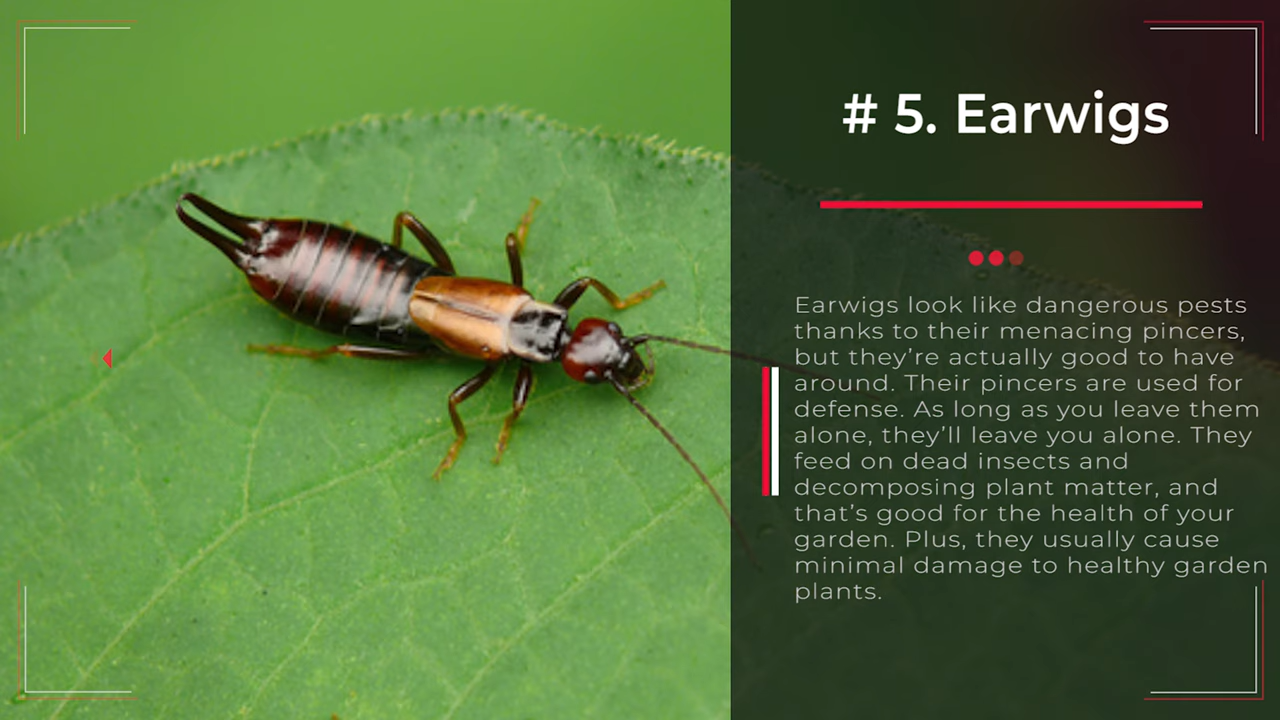 # 5. Earwigs
Earwigs look like dangerous pests
thanks to their menacing pincers,
but they’re actually good to have
around. Their pincers are used for
defense. As long as you leave them
alone, they’ll leave you alone. They
feed on dead insects and
decomposing plant matter, and
that’s good for the health of your
garden. Plus, they usually cause
minimal damage to healthy garden
plants.